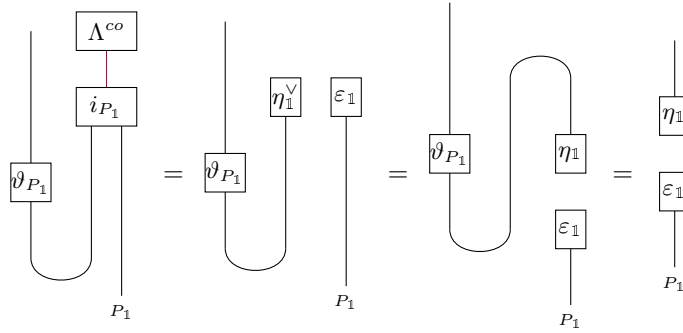 Λ^{co}
i_{P_𝟙}
ϑ_{P_𝟙}
P_𝟙
=
η_𝟙^∨
ε_𝟙
ϑ_{P_𝟙}
P_𝟙
=
ϑ_{P_𝟙}
η_𝟙
ε_𝟙
P_𝟙
=
η_𝟙
ε_𝟙
P_𝟙